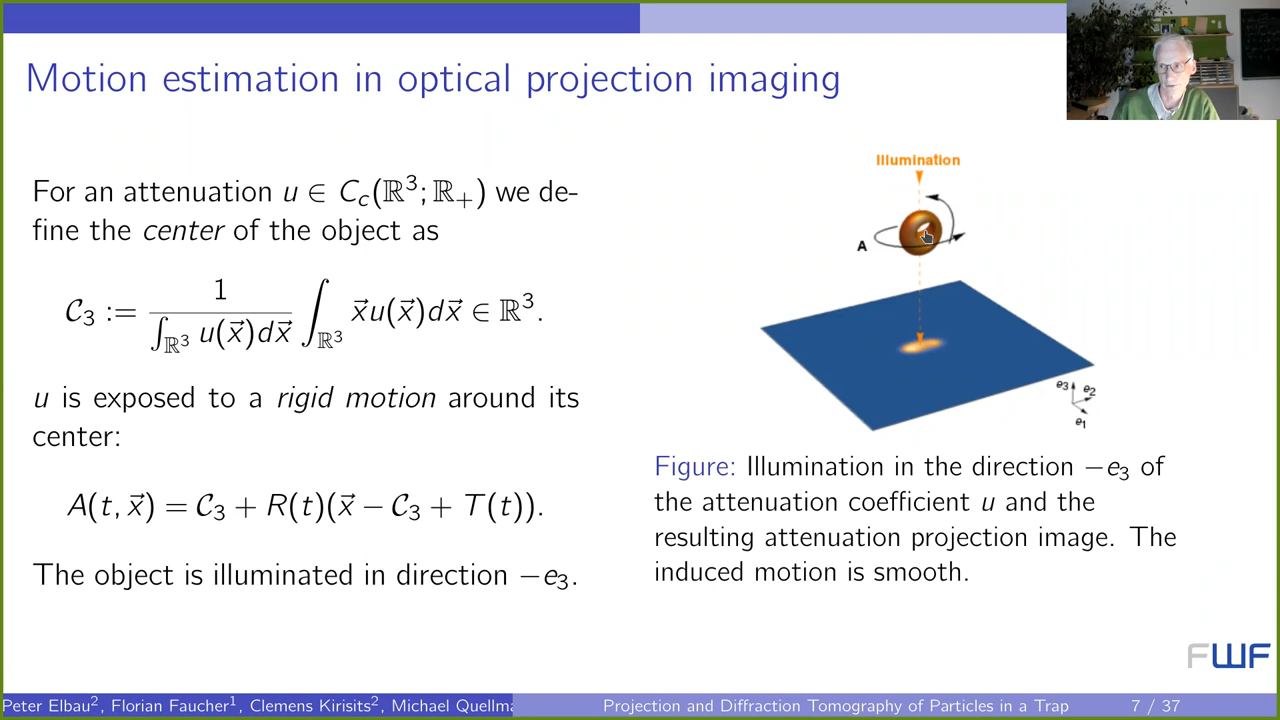 Motion estimation in optical projection imaging
For an attenuation u ∈ C_c(ℝ³; ℝ₊) we de-
fine the center of the object as
𝒞₃ := 1 / ∫_ℝ³ u(x⃗)dx⃗ ∫_ℝ³ x⃗u(x⃗)dx⃗ ∈ ℝ³.
u is exposed to a rigid motion around its
center:
A(t, x⃗) = 𝒞₃ + R(t)(x⃗ − 𝒞₃ + T(t)).
The object is illuminated in direction −e₃.
Illumination
A
e₃
e₂
e₁
Figure: Illumination in the direction −e₃ of
the attenuation coefficient u and the
resulting attenuation projection image. The
induced motion is smooth.
FWF
Peter Elbau², Florian Faucher¹, Clemens Kirisits², Michael Quellma
Projection and Diffraction Tomography of Particles in a Trap
7 / 37